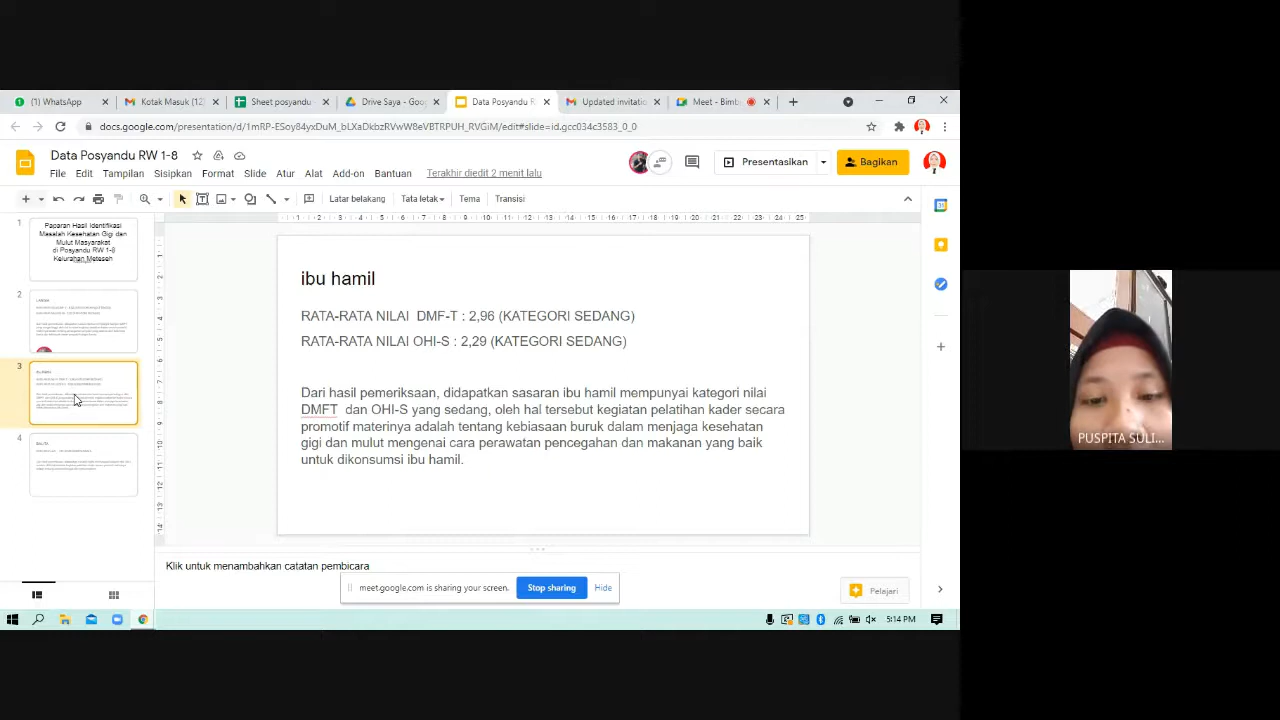 (1) WhatsApp
Kotak Masuk (12)
Sheet posyandu
Drive Saya - Goo
Data Posyandu R
Updated invitatio
Meet - Bimb
docs.google.com/presentation/d/1mRP-ESoy84yxDuM_bLXaDkbzRVwW8eVBTRPUH_RVGiM/edit#slide=id.gcc034c3583_0_0
Data Posyandu RW 1-8
Presentasikan
Bagikan
File Edit Tampilan Sisipkan Format Slide Atur Alat Add-on Bantuan Terakhir diedit 2 menit lalu
Latar belakang Tata letak Tema Transisi
1
Paparan Hasil Identifikasi
Masalah Kesehatan Gigi dan
Mulut Masyarakat
di Posyandu RW 1-8
Kelurahan Meteseh
2
3
4
ibu hamil
RATA-RATA NILAI DMF-T : 2,96 (KATEGORI SEDANG)
RATA-RATA NILAI OHI-S : 2,29 (KATEGORI SEDANG)
Dari hasil pemeriksaan, didapatkan sasaran ibu hamil mempunyai kategori nilai
DMFT dan OHI-S yang sedang, oleh hal tersebut kegiatan pelatihan kader secara
promotif materinya adalah tentang kebiasaan buruk dalam menjaga kesehatan
gigi dan mulut mengenai cara perawatan pencegahan dan makanan yang baik
untuk dikonsumsi ibu hamil.
Klik untuk menambahkan catatan pembicara
meet.google.com is sharing your screen.
Stop sharing
Hide
Pelajari
5:14 PM
PUSPITA SULI...